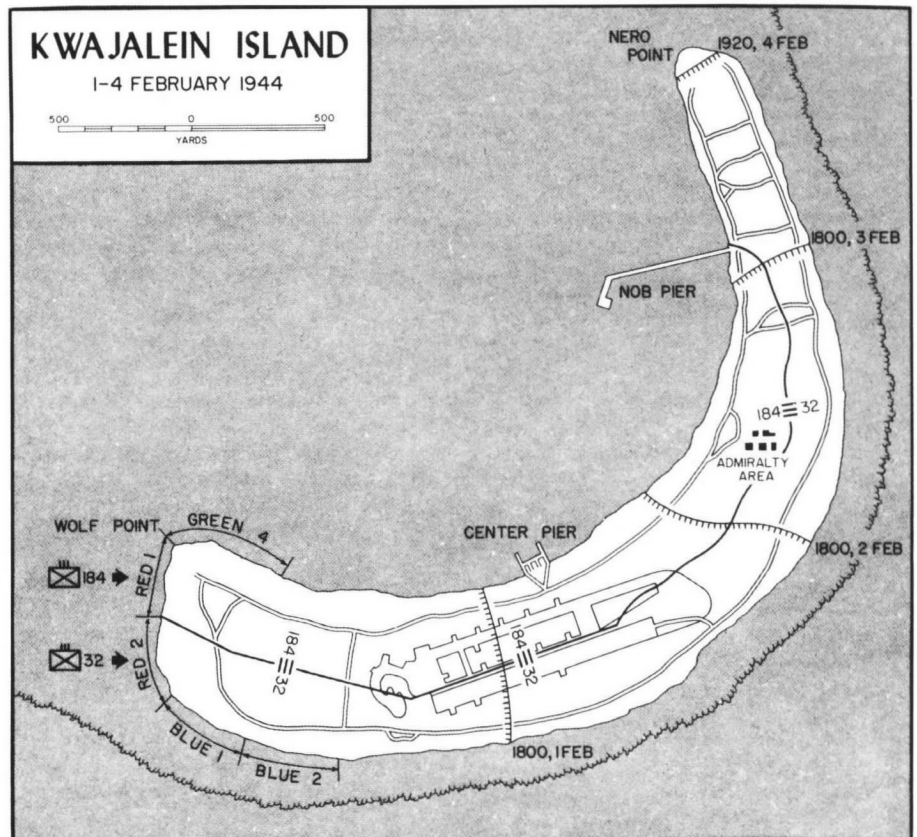 KWAJALEIN ISLAND
1-4 FEBRUARY 1944
500 0 500
YARDS
NERO
POINT
1920, 4 FEB
1800, 3 FEB
NOB PIER
184 32
ADMIRALTY
AREA
WOLF POINT
GREEN 4
CENTER PIER
1800, 2 FEB
184
RED 1
32
RED 2
184 32
184 32
BLUE 1
BLUE 2
1800, 1 FEB